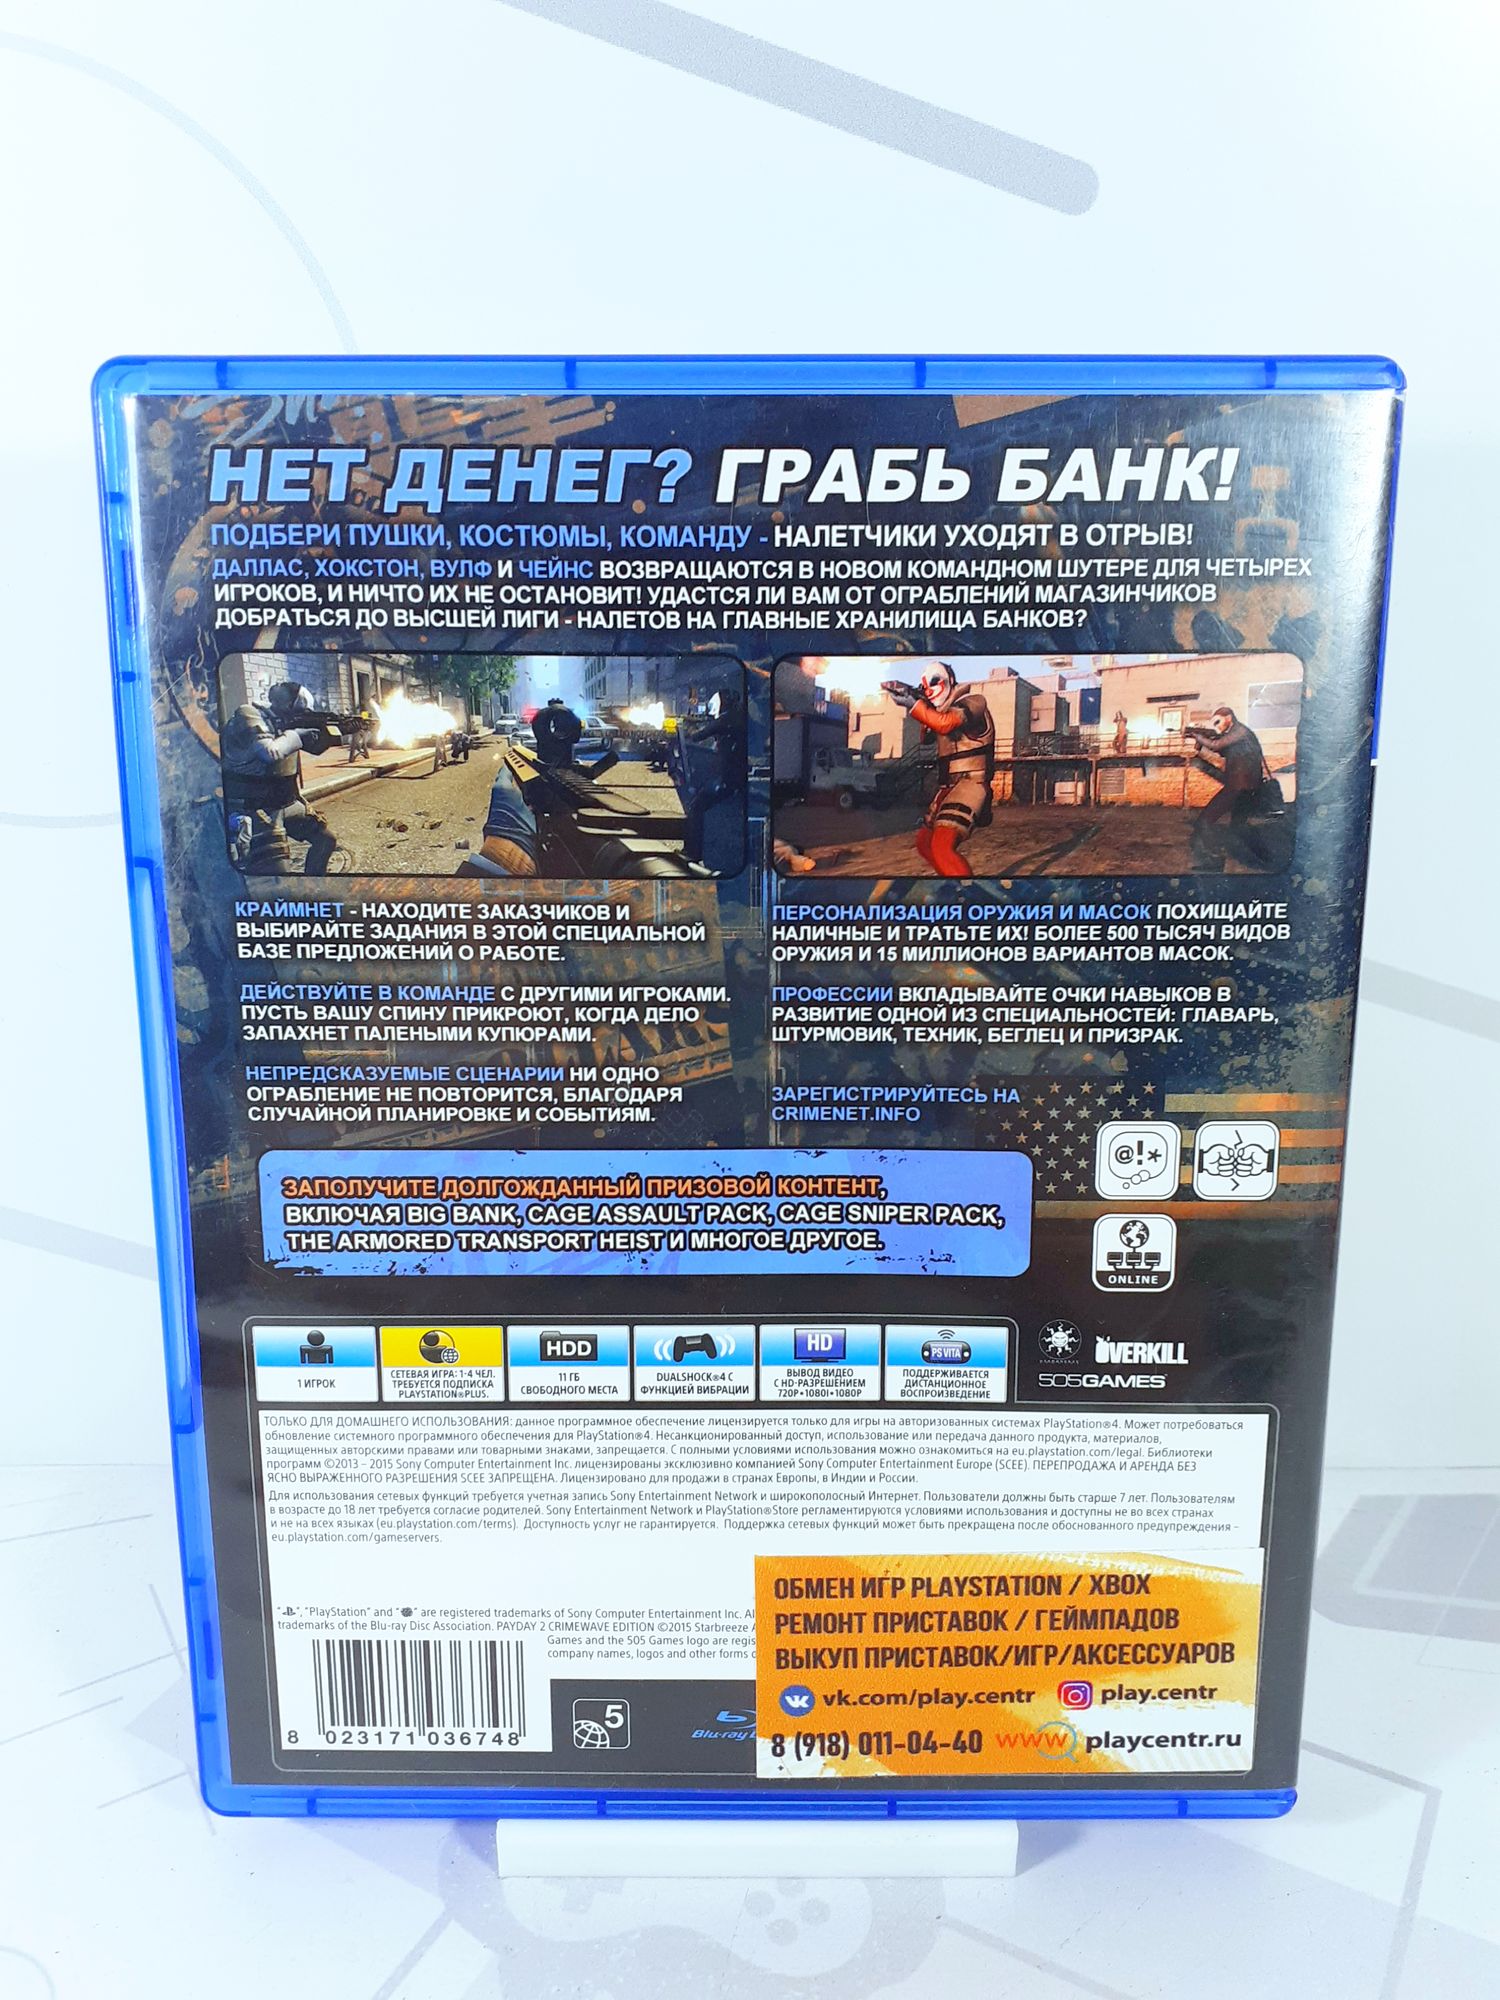 НЕТ ДЕНЕГ? ГРАБЬ БАНК!
ПОДБЕРИ ПУШКИ, КОСТЮМЫ, КОМАНДУ - НАЛЕТЧИКИ УХОДЯТ В ОТРЫВ!
ДАЛЛАС, ХОКСТОН, ВУЛФ И ЧЕЙНС ВОЗВРАЩАЮТСЯ В НОВОМ КОМАНДНОМ ШУТЕРЕ ДЛЯ ЧЕТЫРЕХ
ИГРОКОВ, И НИЧТО ИХ НЕ ОСТАНОВИТ! УДАСТСЯ ЛИ ВАМ ОТ ОГРАБЛЕНИЙ МАГАЗИНЧИКОВ
ДОБРАТЬСЯ ДО ВЫСШЕЙ ЛИГИ - НАЛЕТОВ НА ГЛАВНЫЕ ХРАНИЛИЩА БАНКОВ?
КРАЙМНЕТ - НАХОДИТЕ ЗАКАЗЧИКОВ И
ВЫБИРАЙТЕ ЗАДАНИЯ В ЭТОЙ СПЕЦИАЛЬНОЙ
БАЗЕ ПРЕДЛОЖЕНИЙ О РАБОТЕ.
ДЕЙСТВУЙТЕ В КОМАНДЕ С ДРУГИМИ ИГРОКАМИ.
ПУСТЬ ВАШУ СПИНУ ПРИКРОЮТ, КОГДА ДЕЛО
ЗАПАХНЕТ ПАЛЕНЫМИ КУПЮРАМИ.
НЕПРЕДСКАЗУЕМЫЕ СЦЕНАРИИ НИ ОДНО
ОГРАБЛЕНИЕ НЕ ПОВТОРИТСЯ, БЛАГОДАРЯ
СЛУЧАЙНОЙ ПЛАНИРОВКЕ И СОБЫТИЯМ.
ПЕРСОНАЛИЗАЦИЯ ОРУЖИЯ И МАСОК ПОХИЩАЙТЕ
НАЛИЧНЫЕ И ТРАТЬТЕ ИХ! БОЛЕЕ 500 ТЫСЯЧ ВИДОВ
ОРУЖИЯ И 15 МИЛЛИОНОВ ВАРИАНТОВ МАСОК.
ПРОФЕССИИ ВКЛАДЫВАЙТЕ ОЧКИ НАВЫКОВ В
РАЗВИТИЕ ОДНОЙ ИЗ СПЕЦИАЛЬНОСТЕЙ: ГЛАВАРЬ,
ШТУРМОВИК, ТЕХНИК, БЕГЛЕЦ И ПРИЗРАК.
ЗАРЕГИСТРИРУЙТЕСЬ НА
CRIMENET.INFO
@!*
ЗАПОЛУЧИТЕ ДОЛГОЖДАННЫЙ ПРИЗОВОЙ КОНТЕНТ,
ВКЛЮЧАЯ BIG BANK, CAGE ASSAULT PACK, CAGE SNIPER PACK,
THE ARMORED TRANSPORT HEIST И МНОГОЕ ДРУГОЕ.
ONLINE
1 ИГРОК
СЕТЕВАЯ ИГРА: 1-4 ЧЕЛ.
ТРЕБУЕТСЯ ПОДПИСКА
PLAYSTATION®PLUS.
HDD
11 ГБ
СВОБОДНОГО МЕСТА
DUALSHOCK®4 С
ФУНКЦИЕЙ ВИБРАЦИИ
HD
ВЫВОД ВИДЕО
С HD-РАЗРЕШЕНИЕМ
720P•1080I•1080P
PS VITA
ПОДДЕРЖИВАЕТСЯ
ДИСТАНЦИОННОЕ
ВОСПРОИЗВЕДЕНИЕ
OVERKILL
505GAMES
ТОЛЬКО ДЛЯ ДОМАШНЕГО ИСПОЛЬЗОВАНИЯ: данное программное обеспечение лицензируется только для игры на авторизованных системах PlayStation®4. Может потребоваться
обновление системного программного обеспечения для PlayStation®4. Несанкционированный доступ, использование или передача данного продукта, материалов,
защищенных авторскими правами или товарными знаками, запрещается. С полными условиями использования можно ознакомиться на eu.playstation.com/legal. Библиотеки
программ ©2013 – 2015 Sony Computer Entertainment Inc. лицензированы эксклюзивно компанией Sony Computer Entertainment Europe (SCEE). ПЕРЕПРОДАЖА И АРЕНДА БЕЗ
ЯСНО ВЫРАЖЕННОГО РАЗРЕШЕНИЯ SCEE ЗАПРЕЩЕНА. Лицензировано для продажи в странах Европы, в Индии и России.
Для использования сетевых функций требуется учетная запись Sony Entertainment Network и широкополосный Интернет. Пользователи должны быть старше 7 лет. Пользователям
в возрасте до 18 лет требуется согласие родителей. Sony Entertainment Network и PlayStation®Store регламентируются условиями использования и доступны не во всех странах
и не на всех языках (eu.playstation.com/terms). Доступность услуг не гарантируется. Поддержка сетевых функций может быть прекращена после обоснованного предупреждения –
eu.playstation.com/gameservers.
"", "PlayStation" and "" are registered trademarks of Sony Computer Entertainment Inc.
trademarks of the Blu-ray Disc Association. PAYDAY 2 CRIMEWAVE EDITION ©2015 Starbreeze
Games and the 505 Games logo are
company names, logos and other forms
8 023171 036748
5
Blu-ray
ОБМЕН ИГР PLAYSTATION / XBOX
РЕМОНТ ПРИСТАВОК / ГЕЙМПАДОВ
ВЫКУП ПРИСТАВОК/ИГР/АКСЕССУАРОВ
vk.com/play.centr play.centr
8 (918) 011-04-40 www playcentr.ru